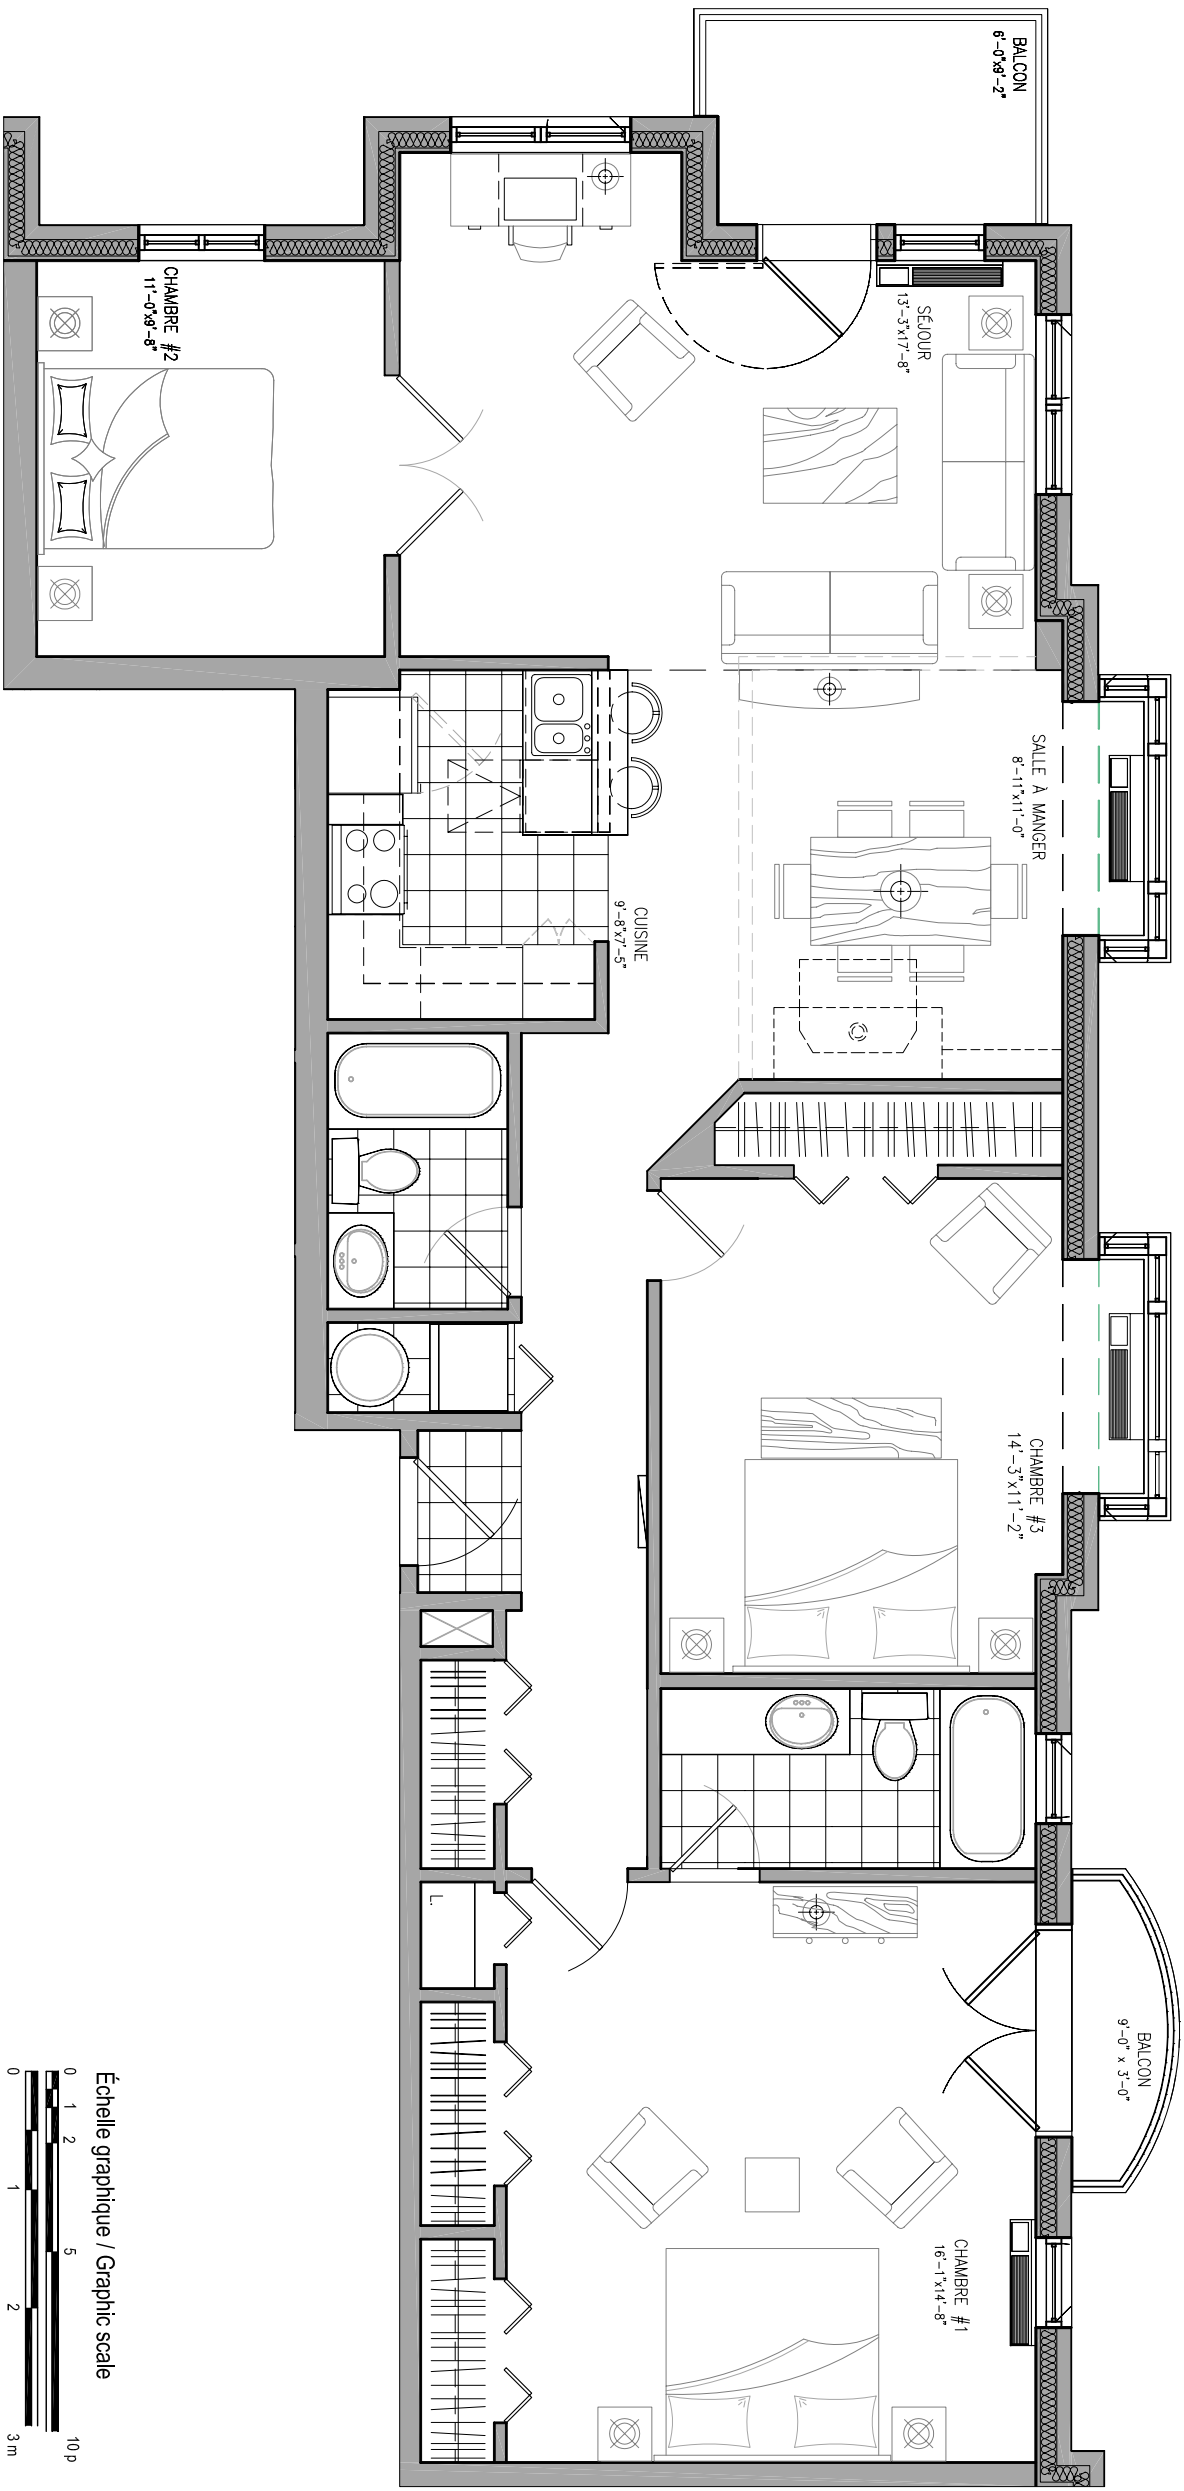 BALCON
6'-0"x9'-2"
CHAMBRE #2
11'-0"x9'-8"
SÉJOUR
13'-3"x17'-8"
SALLE À MANGER
8'-11"x11'-0"
CUISINE
9'-8"x7'-5"
CHAMBRE #3
14'-3"x11'-2"
BALCON
9'-0" x 3'-0"
CHAMBRE #1
16'-1"x14'-8"
L.
Échelle graphique / Graphic scale
0 1 2 5 10 p
0 1 2 3 m